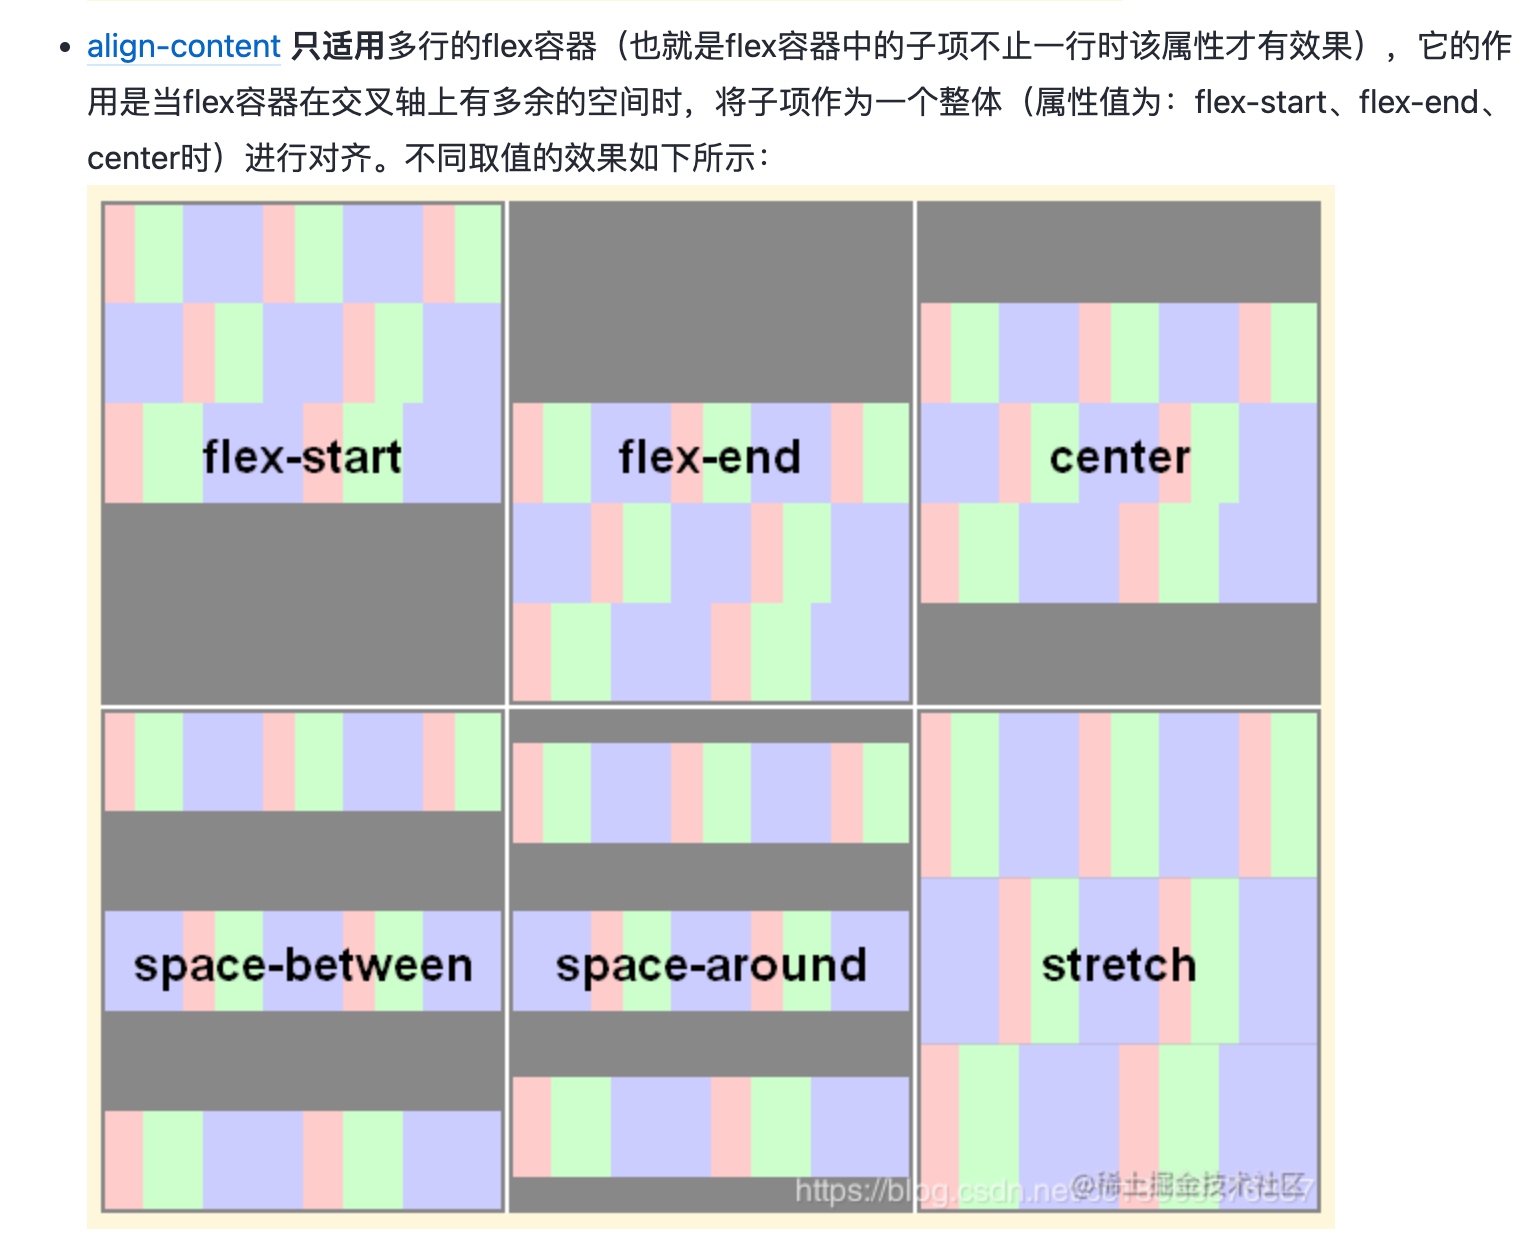 align-content 只适用多行的flex容器（也就是flex容器中的子项不止一行时该属性才有效果），它的作
用是当flex容器在交叉轴上有多余的空间时，将子项作为一个整体（属性值为：flex-start、flex-end、
center时）进行对齐。不同取值的效果如下所示：
flex-start
flex-end
center
space-between
space-around
stretch
https://blog.csdn.ne
@稀土掘金技术社区